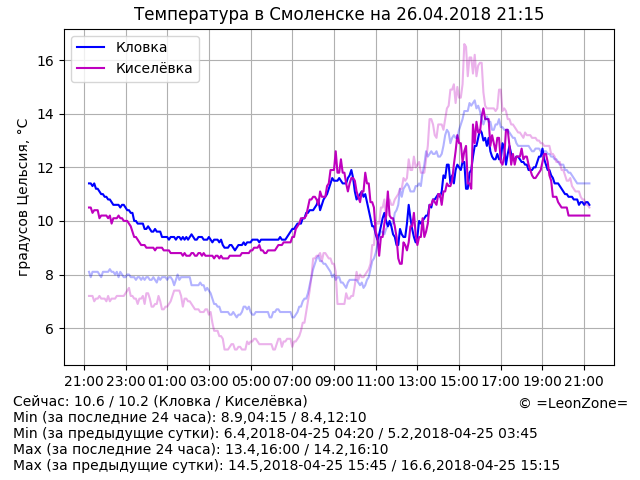 Температура в Смоленске на 26.04.2018 21:15
Кловка
Киселёвка
градусов Цельсия, °C
16
14
12
10
8
6
21:00 23:00 01:00 03:00 05:00 07:00 09:00 11:00 13:00 15:00 17:00 19:00 21:00
Сейчас: 10.6 / 10.2 (Кловка / Киселёвка)
© =LeonZone=
Min (за последние 24 часа): 8.9,04:15 / 8.4,12:10
Min (за предыдущие сутки): 6.4,2018-04-25 04:20 / 5.2,2018-04-25 03:45
Max (за последние 24 часа): 13.4,16:00 / 14.2,16:10
Max (за предыдущие сутки): 14.5,2018-04-25 15:45 / 16.6,2018-04-25 15:15